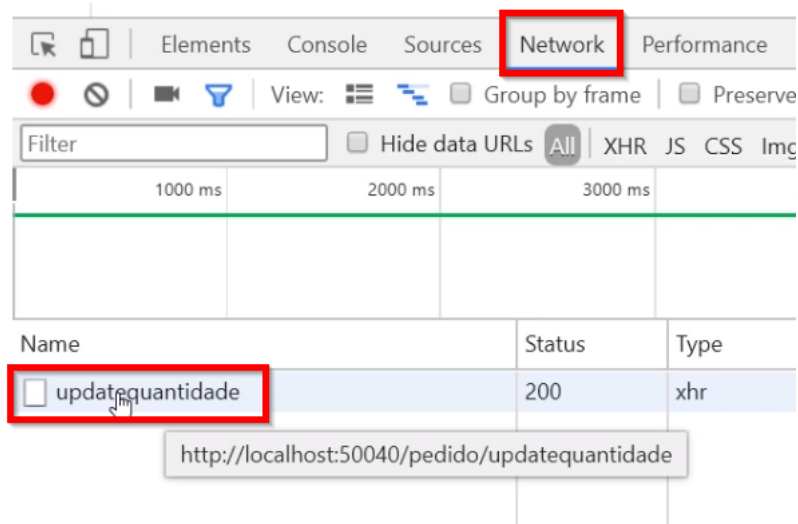 Elements Console Sources Network Performance
View: Group by frame Preserve
Filter Hide data URLs All XHR JS CSS Img
1000 ms 2000 ms 3000 ms
Name Status Type
updatequantidade 200 xhr
http://localhost:50040/pedido/updatequantidade